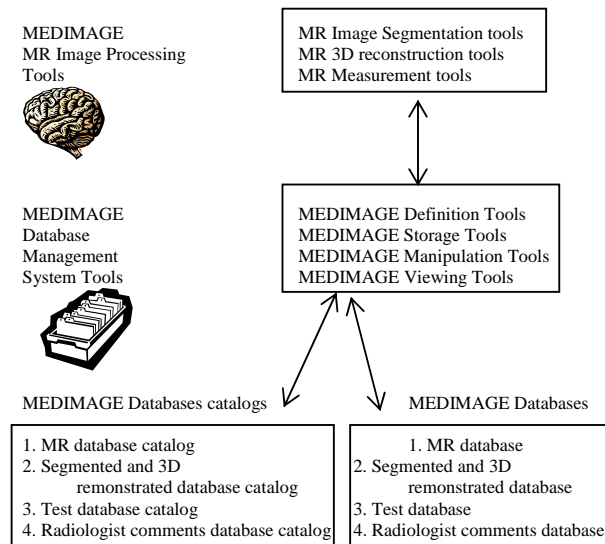 MEDIMAGE
MR Image Processing
Tools
MR Image Segmentation tools
MR 3D reconstruction tools
MR Measurement tools
MEDIMAGE
Database
Management
System Tools
MEDIMAGE Definition Tools
MEDIMAGE Storage Tools
MEDIMAGE Manipulation Tools
MEDIMAGE Viewing Tools
MEDIMAGE Databases catalogs
1. MR database catalog
2. Segmented and 3D
remonstrated database catalog
3. Test database catalog
4. Radiologist comments database catalog
MEDIMAGE Databases
1. MR database
2. Segmented and 3D
remonstrated database
3. Test database
4. Radiologist comments database